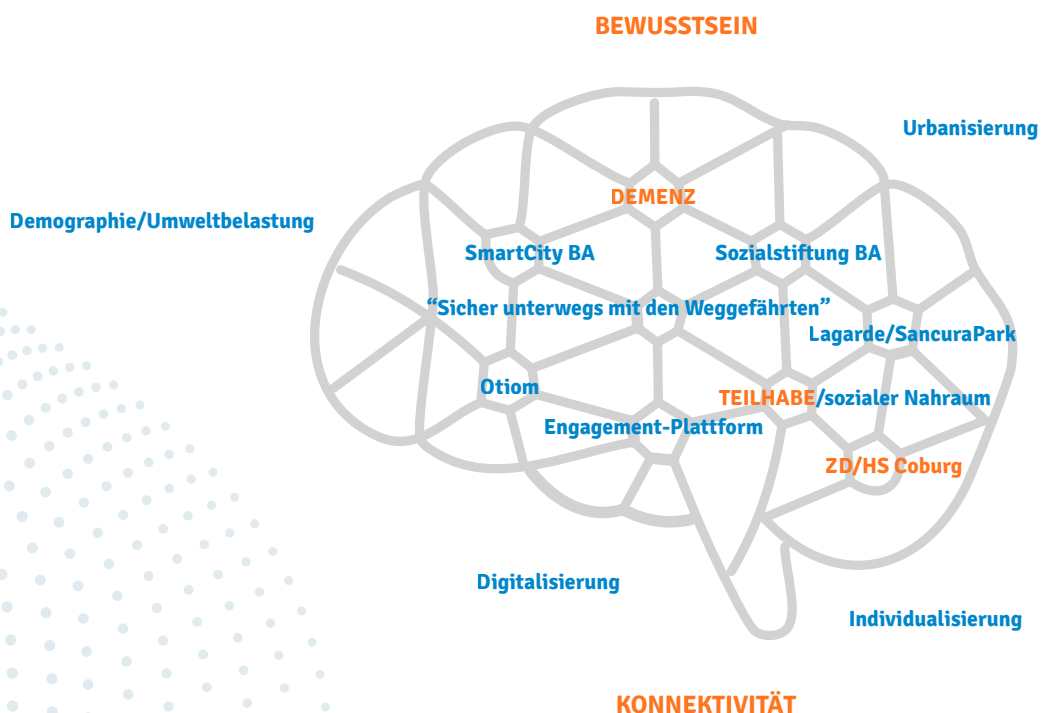 BEWUSSTSEIN
Urbanisierung
DEMENZ
Demographie/Umweltbelastung
SmartCity BA
Sozialstiftung BA
“Sicher unterwegs mit den Weggefährten”
Lagarde/SancuraPark
Otiom
TEILHABE/sozialer Nahraum
Engagement-Plattform
ZD/HS Coburg
Digitalisierung
Individualisierung
KONNEKTIVITÄT